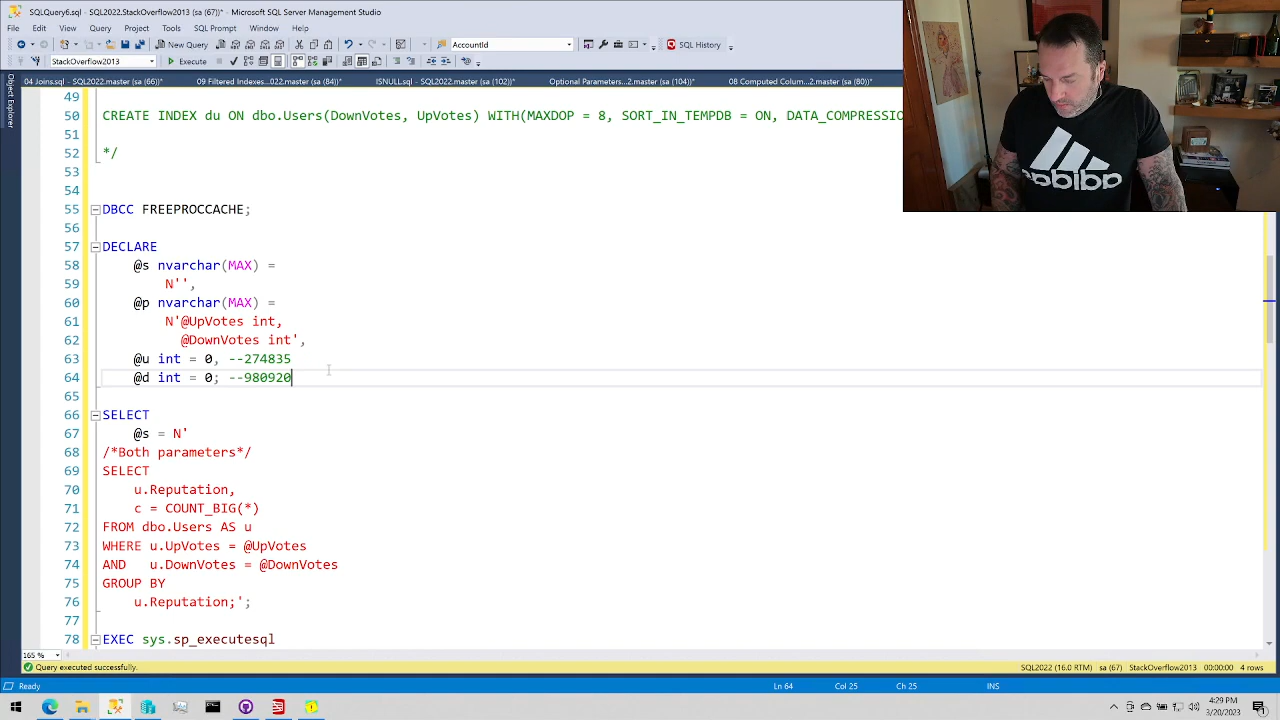 SQLQuery6.sql - SQL2022.StackOverflow2013 (sa (67))* - Microsoft SQL Server Management Studio
File Edit View Query Project Tools SQL Prompt Window Help
New Query AccountId SQL History
StackOverflow2013 Execute
04 Joins.sql - SQL2022.master (sa (66))* 09 Filtered Indexes...022.master (sa (84))* ISNULL.sql - SQL2022.master (sa (102))* Optional Parameters...2.master (sa (104))* 08 Computed Colum...2.master (sa (80))*
Object Explorer
adidas
49
50 CREATE INDEX du ON dbo.Users(DownVotes, UpVotes) WITH(MAXDOP = 8, SORT_IN_TEMPDB = ON, DATA_COMPRESSIO
51
52 */
53
54
55 DBCC FREEPROCCACHE;
56
57 DECLARE
58 @s nvarchar(MAX) =
59 N'',
60 @p nvarchar(MAX) =
61 N'@UpVotes int,
62 @DownVotes int',
63 @u int = 0, --274835
64 @d int = 0; --980920
65
66 SELECT
67 @s = N'
68 /*Both parameters*/
69 SELECT
70 u.Reputation,
71 c = COUNT_BIG(*)
72 FROM dbo.Users AS u
73 WHERE u.UpVotes = @UpVotes
74 AND u.DownVotes = @DownVotes
75 GROUP BY
76 u.Reputation;';
77
78 EXEC sys.sp_executesql
165 %
Query executed successfully. SQL2022 (16.0 RTM) sa (67) StackOverflow2013 00:00:00 4 rows
Ready Ln 64 Col 25 Ch 25 INS
4:29 PM
3/20/2023